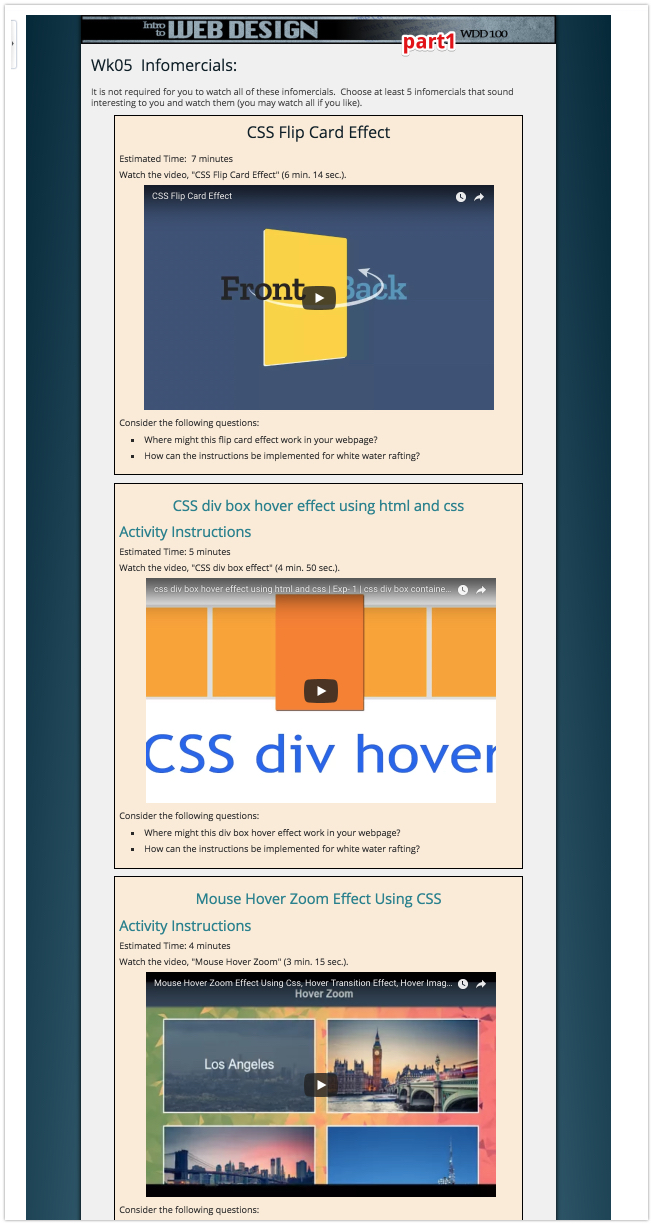 Intro to WEB DESIGN WDD 100
part1
Wk05 Infomercials:
It is not required for you to watch all of these infomercials. Choose at least 5 infomercials that sound
interesting to you and watch them (you may watch all if you like).
CSS Flip Card Effect
Estimated Time: 7 minutes
Watch the video, "CSS Flip Card Effect" (6 min. 14 sec.).
CSS Flip Card Effect
Front Back
Consider the following questions:
Where might this flip card effect work in your webpage?
How can the instructions be implemented for white water rafting?
CSS div box hover effect using html and css
Activity Instructions
Estimated Time: 5 minutes
Watch the video, "CSS div box effect" (4 min. 50 sec.).
css div box hover effect using html and css | Exp- 1 | css div box containe...
CSS div hover
Consider the following questions:
Where might this div box hover effect work in your webpage?
How can the instructions be implemented for white water rafting?
Mouse Hover Zoom Effect Using CSS
Activity Instructions
Estimated Time: 4 minutes
Watch the video, "Mouse Hover Zoom" (3 min. 15 sec.).
Mouse Hover Zoom Effect Using Css, Hover Transition Effect, Hover Imag...
Hover Zoom
Los Angeles
Consider the following questions: